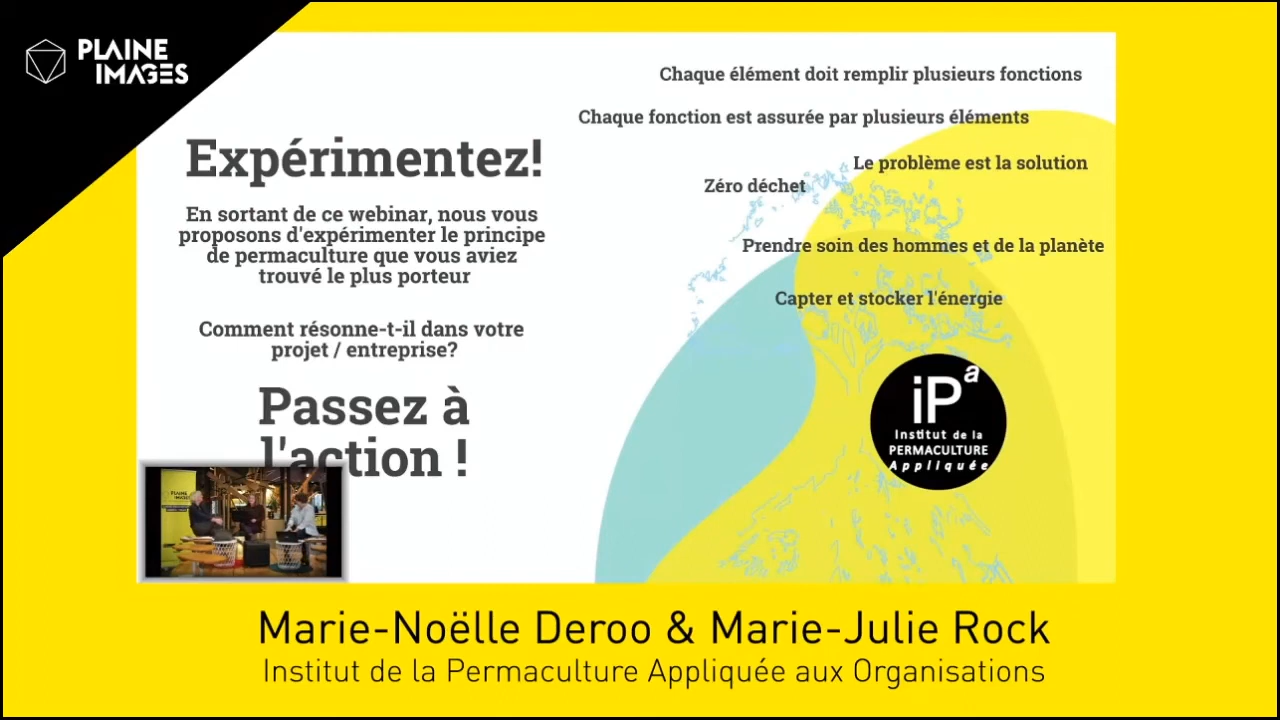 PLAINE
IMAGES
Expérimentez!
En sortant de ce webinar, nous vous
proposons d'expérimenter le principe
de permaculture que vous aviez
trouvé le plus porteur
Comment résonne-t-il dans votre
projet / entreprise?
Passez à
l'action !
Chaque élément doit remplir plusieurs fonctions
Chaque fonction est assurée par plusieurs éléments
Le problème est la solution
Zéro déchet
Prendre soin des hommes et de la planète
Capter et stocker l'énergie
iPa
Institut de la
PERMACULTURE
Appliquée
PLAINE
IMAGES
Marie-Noëlle Deroo & Marie-Julie Rock
Institut de la Permaculture Appliquée aux Organisations